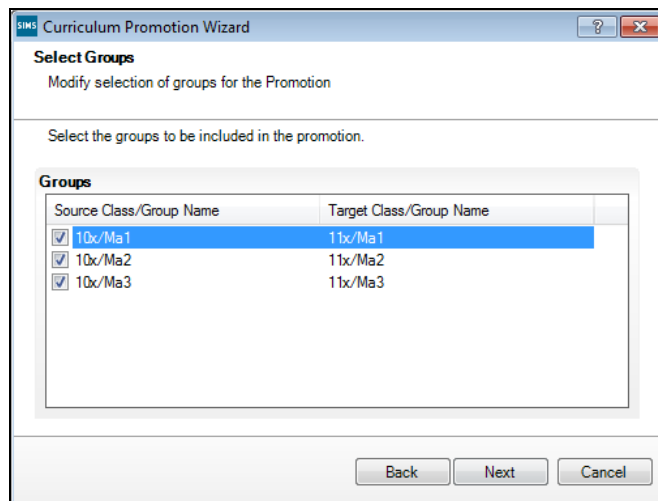 SIMS Curriculum Promotion Wizard ?
Select Groups
Modify selection of groups for the Promotion
Select the groups to be included in the promotion.
Groups
Source Class/Group Name Target Class/Group Name
10x/Ma1 11x/Ma1
10x/Ma2 11x/Ma2
10x/Ma3 11x/Ma3
Back Next Cancel